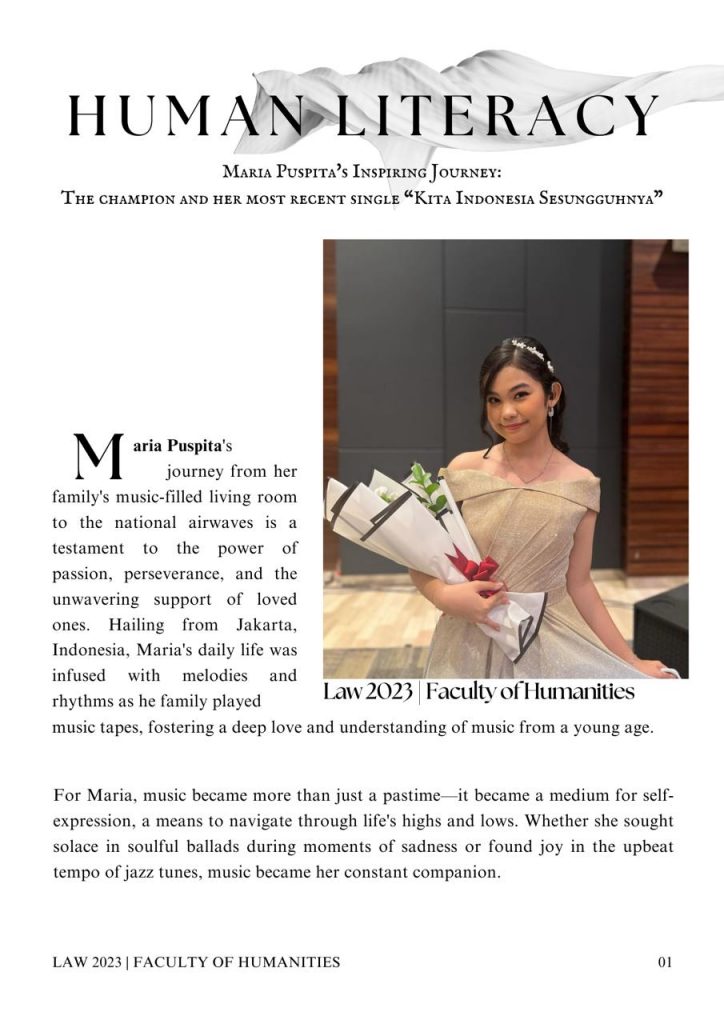 HUMAN LITERACY
Maria Puspita's Inspiring Journey:
The champion and her most recent single “Kita Indonesia Sesungguhnya”
Maria Puspita's
journey from her
family's music-filled living room
to the national airwaves is a
testament to the power of
passion, perseverance, and the
unwavering support of loved
ones. Hailing from Jakarta,
Indonesia, Maria's daily life was
infused with melodies and
rhythms as he family played
music tapes, fostering a deep love and understanding of music from a young age.
Law 2023 | Faculty of Humanities
For Maria, music became more than just a pastime—it became a medium for self-
expression, a means to navigate through life's highs and lows. Whether she sought
solace in soulful ballads during moments of sadness or found joy in the upbeat
tempo of jazz tunes, music became her constant companion.
LAW 2023 | FACULTY OF HUMANITIES
01